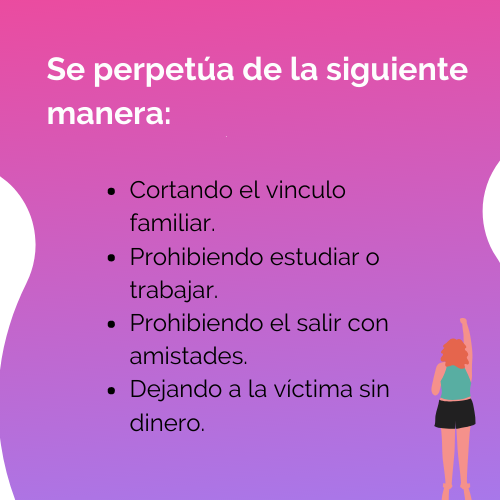 Se perpetúa de la siguiente
manera:
• Cortando el vinculo
familiar.
• Prohibiendo estudiar o
trabajar.
• Prohibiendo el salir con
amistades.
• Dejando a la víctima sin
dinero.